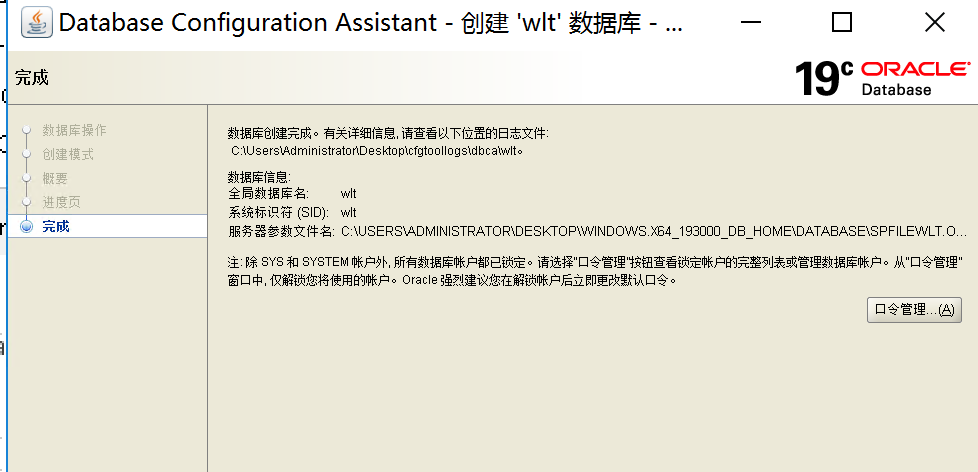 Database Configuration Assistant - 创建 'wlt' 数据库 - ...
完成
19c ORACLE
Database
数据库操作
创建模式
概要
进度页
完成
数据库创建完成。有关详细信息, 请查看以下位置的日志文件:
C:\Users\Administrator\Desktop\cfgtoollogs\dbca\wlt。
数据库信息:
全局数据库名: wlt
系统标识符 (SID): wlt
服务器参数文件名: C:\USERS\ADMINISTRATOR\DESKTOP\WINDOWS.X64_193000_DB_HOME\DATABASE\SPFILEWLT.O...
注: 除 SYS 和 SYSTEM 帐户外, 所有数据库帐户都已锁定。请选择"口令管理"按钮查看锁定帐户的完整列表或管理数据库帐户。从"口令管理"
窗口中, 仅解锁您将使用的帐户。Oracle 强烈建议您在解锁帐户后立即更改默认口令。
口令管理...(A)